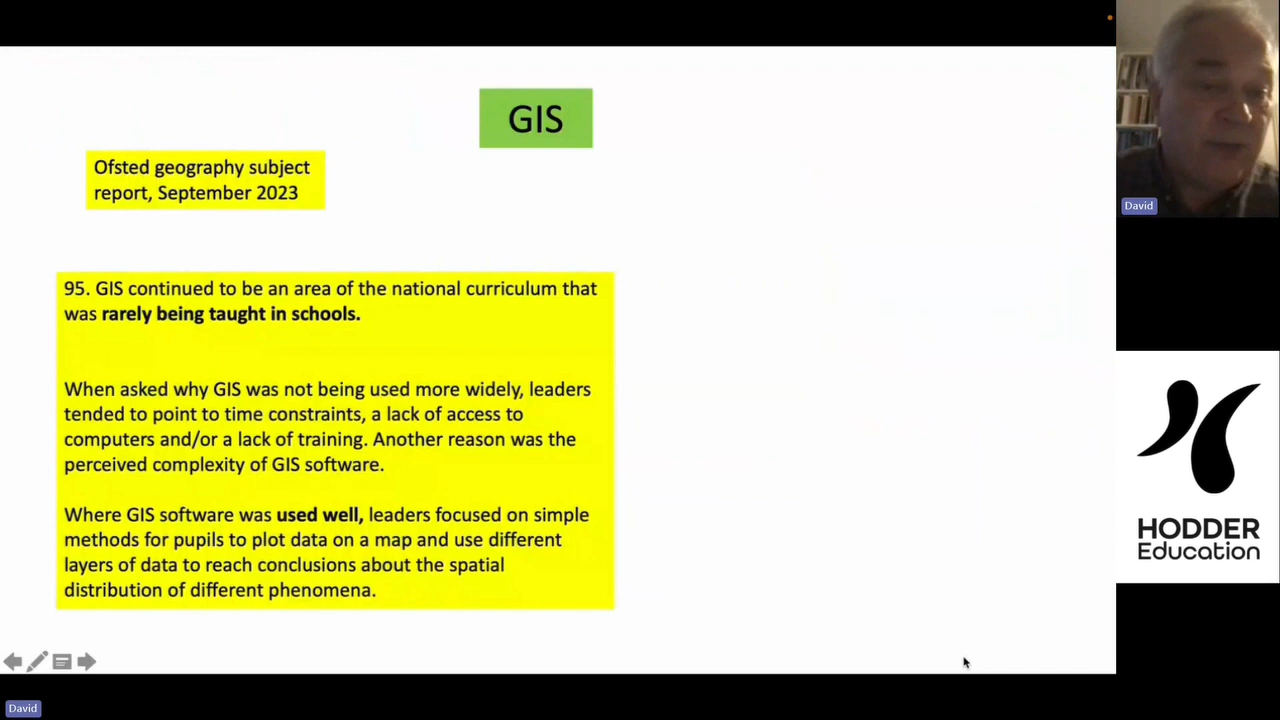 GIS
Ofsted geography subject
report, September 2023
95. GIS continued to be an area of the national curriculum that
was rarely being taught in schools.
When asked why GIS was not being used more widely, leaders
tended to point to time constraints, a lack of access to
computers and/or a lack of training. Another reason was the
perceived complexity of GIS software.
Where GIS software was used well, leaders focused on simple
methods for pupils to plot data on a map and use different
layers of data to reach conclusions about the spatial
distribution of different phenomena.
David
HODDER
Education
David